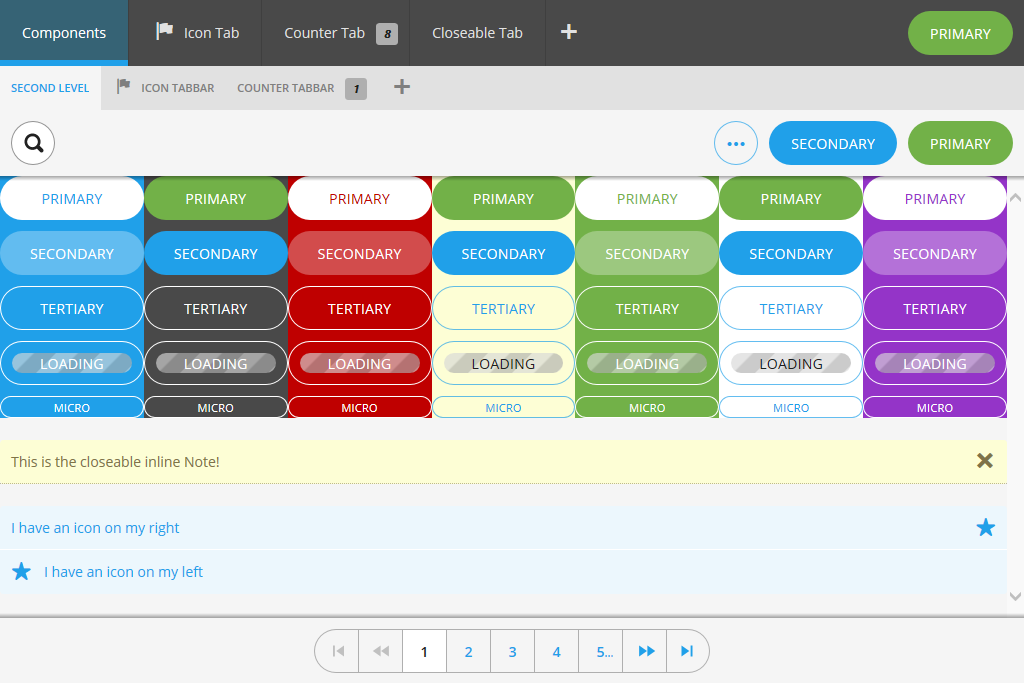 Components Icon Tab Counter Tab 8 Closeable Tab PRIMARY
SECOND LEVEL ICON TABBAR COUNTER TABBAR 1
SECONDARY PRIMARY
PRIMARY PRIMARY PRIMARY PRIMARY PRIMARY PRIMARY PRIMARY
SECONDARY SECONDARY SECONDARY SECONDARY SECONDARY SECONDARY SECONDARY
TERTIARY TERTIARY TERTIARY TERTIARY TERTIARY TERTIARY TERTIARY
LOADING LOADING LOADING LOADING LOADING LOADING LOADING
MICRO MICRO MICRO MICRO MICRO MICRO MICRO
This is the closeable inline Note!
I have an icon on my right
I have an icon on my left
1 2 3 4 5...